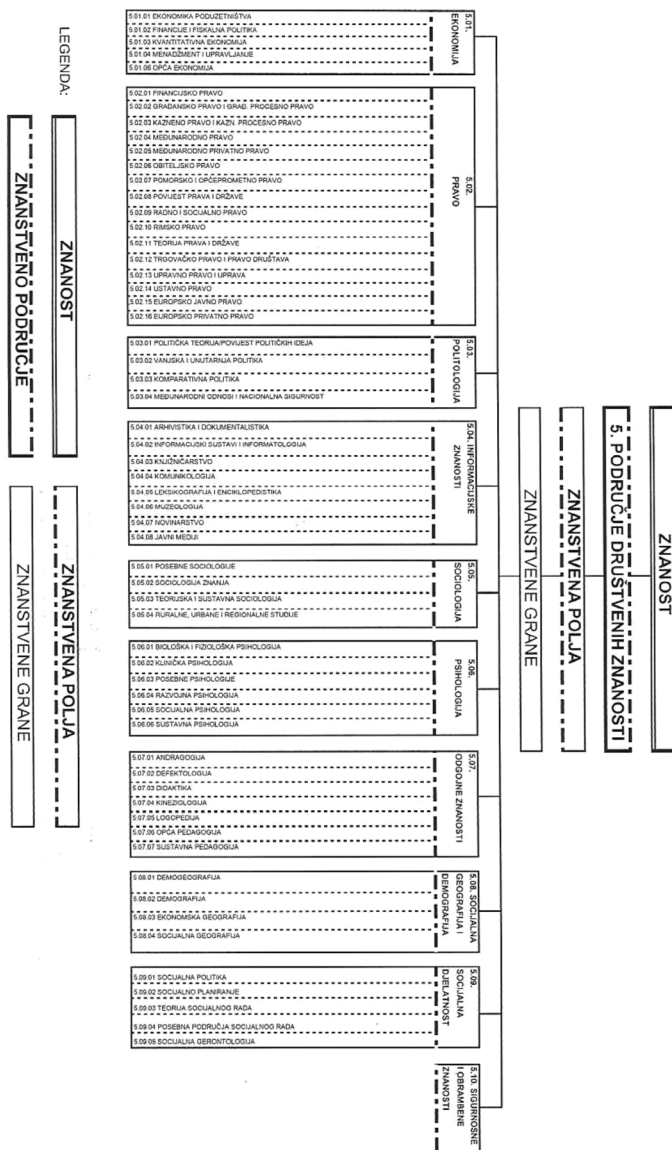 ZNANOST
5. PODRUČJE DRUŠTVENIH ZNANOSTI
ZNANSTVENA POLJA
ZNANSTVENE GRANE
5.01.
EKONOMIJA
5.01.01 EKONOMIKA PODUZETNIŠTVA
5.01.02 FINANCIJE I FISKALNA POLITIKA
5.01.03 KVANTITATIVNA EKONOMIJA
5.01.04 MENADŽMENT I UPRAVLJANJE
5.01.06 OPĆA EKONOMIJA
5.02.
PRAVO
5.02.01 FINANCIJSKO PRAVO
5.02.02 GRAĐANSKO PRAVO I GRAĐ. PROCESNO PRAVO
5.02.03 KAZNENO PRAVO I KAZN. PROCESNO PRAVO
5.02.04 MEĐUNARODNO PRAVO
5.02.05 MEĐUNARODNO PRIVATNO PRAVO
5.02.06 OBITELJSKO PRAVO
5.02.07 POMORSKO I OPĆEPROMETNO PRAVO
5.02.08 POVIJEST PRAVA I DRŽAVE
5.02.09 RADNO I SOCIJALNO PRAVO
5.02.10 RIMSKO PRAVO
5.02.11 TEORIJA PRAVA I DRŽAVE
5.02.12 TRGOVAČKO PRAVO I PRAVO DRUŠTAVA
5.02.13 UPRAVNO PRAVO I UPRAVA
5.02.14 USTAVNO PRAVO
5.02.15 EUROPSKO JAVNO PRAVO
5.02.16 EUROPSKO PRIVATNO PRAVO
5.03.
POLITOLOGIJA
5.03.01 POLITIČKA TEORIJA/POVIJEST POLITIČKIH IDEJA
5.03.02 VANJSKA I UNUTARNJA POLITIKA
5.03.03 KOMPARATIVNA POLITIKA
5.03.04 MEĐUNARODNI ODNOSI I NACIONALNA SIGURNOST
5.04. INFORMACIJSKE
ZNANOSTI
5.04.01 ARHIVISTIKA I DOKUMENTALISTIKA
5.04.02 INFORMACIJSKI SUSTAVI I INFORMATOLOGIJA
5.04.03 KNJIŽNIČARSTVO
5.04.04 KOMUNIKOLOGIJA
5.04.05 LEKSIKOGRAFIJA I ENCIKLOPEDISTIKA
5.04.06 MUZEOLOGIJA
5.04.07 NOVINARSTVO
5.04.08 JAVNI MEDIJI
5.05.
SOCIOLOGIJA
5.05.01 POSEBNE SOCIOLOGIJE
5.05.02 SOCIOLOGIJA ZNANJA
5.05.03 TEORIJSKA I SUSTAVNA SOCIOLOGIJA
5.05.04 RURALNE, URBANE I REGIONALNE STUDIJE
5.06.
PSIHOLOGIJA
5.06.01 BIOLOŠKA I FIZIOLOŠKA PSIHOLOGIJA
5.06.02 KLINIČKA PSIHOLOGIJA
5.06.03 POSEBNE PSIHOLOGIJE
5.06.04 RAZVOJNA PSIHOLOGIJA
5.06.05 SOCIJALNA PSIHOLOGIJA
5.06.06 SUSTAVNA PSIHOLOGIJA
5.07.
ODGOJNE ZNANOSTI
5.07.01 ANDRAGOGIJA
5.07.02 DEFEKTOLOGIJA
5.07.03 DIDAKTIKA
5.07.04 KINEZIOLOGIJA
5.07.05 LOGOPEDIJA
5.07.06 OPĆA PEDAGOGIJA
5.07.07 SUSTAVNA PEDAGOGIJA
5.08. SOCIJALNA
GEOGRAFIJA I
DEMOGRAFIJA
5.06.01 DEMOGEOGRAFIJA
5.08.02 DEMOGRAFIJA
5.08.03 EKONOMSKA GEOGRAFIJA
5.08.04 SOCIJALNA GEOGRAFIJA
5.09.
SOCIJALNA
DJELATNOST
5.09.01 SOCIJALNA POLITIKA
5.09.02 SOCIJALNO PLANIRANJE
5.09.03 TEORIJA SOCIJALNOG RADA
5.09.04 POSEBNA PODRUČJA SOCIJALNOG RADA
5.09.05 SOCIJALNA GERONTOLOGIJA
5.10. SIGURNOSNE
I OBRAMBENE
ZNANOSTI
LEGENDA:
ZNANOST
ZNANSTVENA POLJA
ZNANSTVENO PODRUČJE
ZNANSTVENE GRANE